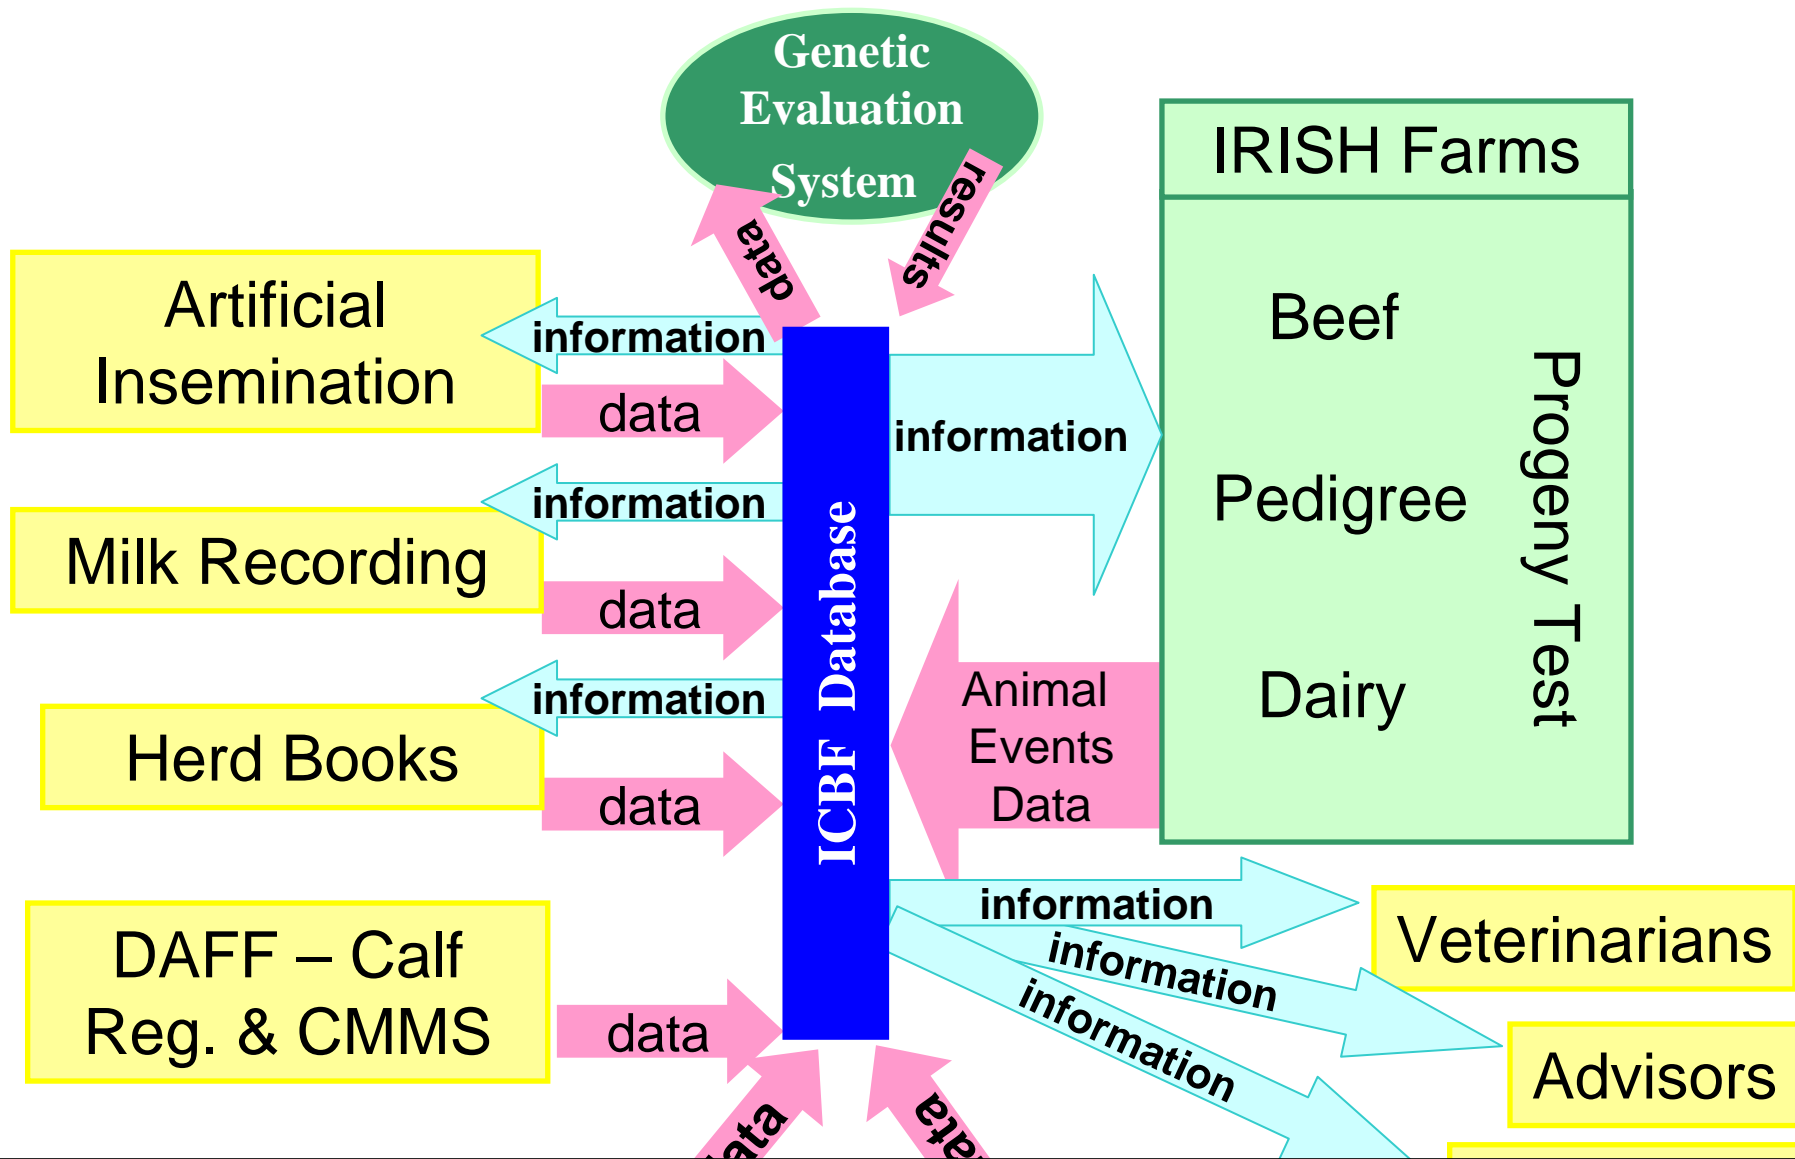 Genetic
Evaluation
System
data
results
IRISH Farms
Beef
Pedigree
Dairy
Progeny Test
Artificial
Insemination
information
data
information
Milk Recording
information
data
Herd Books
information
data
ICBF Database
Animal
Events
Data
DAFF – Calf
Reg. & CMMS
data
information
Veterinarians
information
Advisors
information